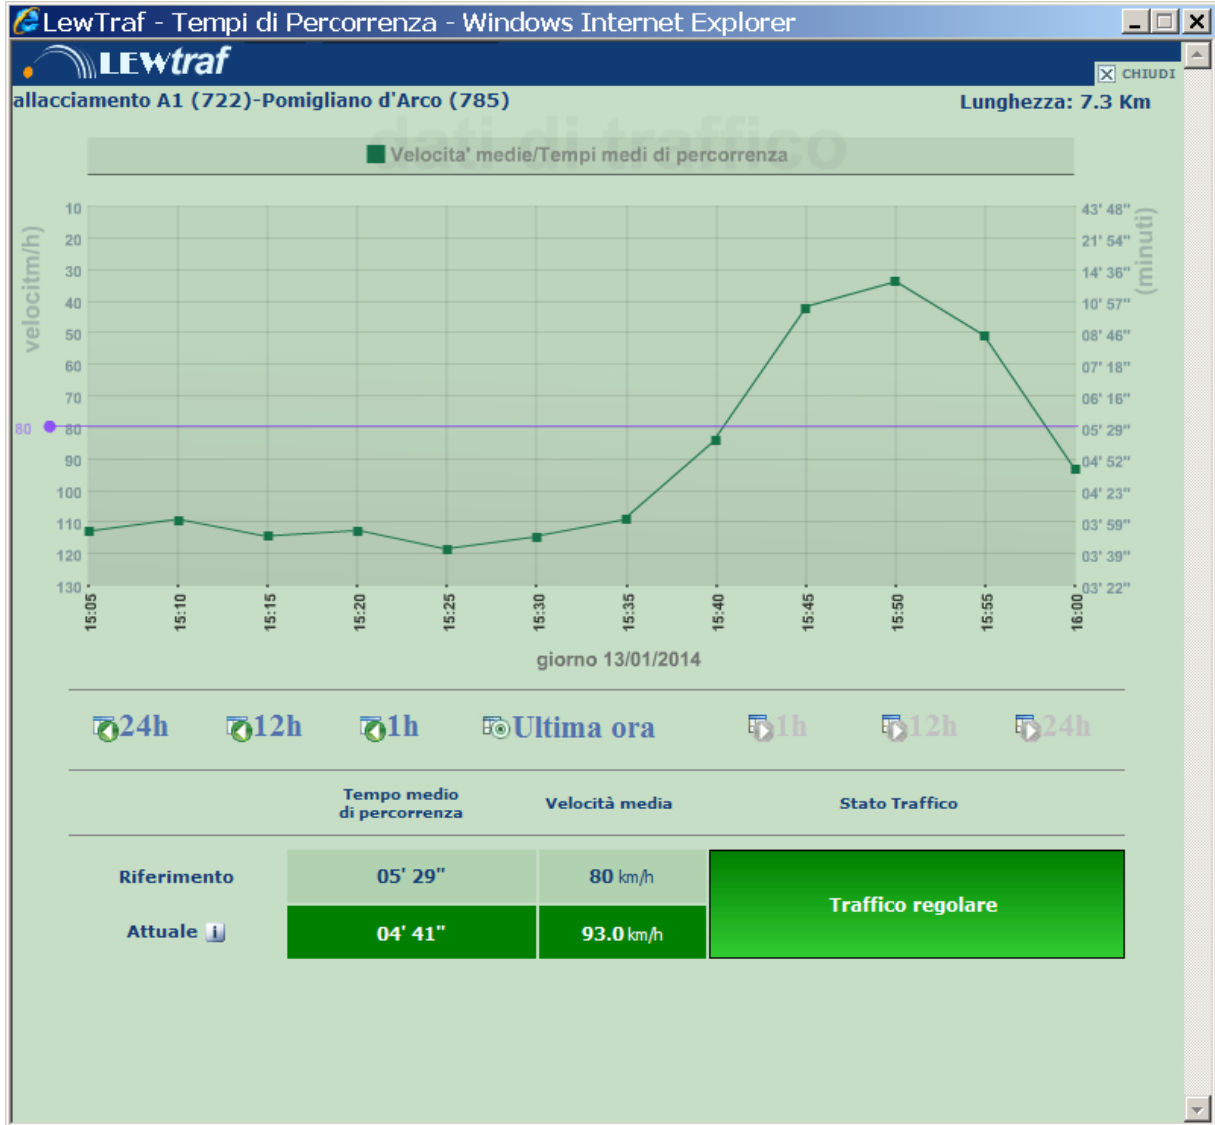 LewTraf - Tempi di Percorrenza - Windows Internet Explorer
LEWtraf
CHIUDI
allacciamento A1 (722)-Pomigliano d'Arco (785)
Lunghezza: 7.3 Km
dati di traffico
Velocita' medie/Tempi medi di percorrenza
velocitm/h)
(minuti)
10 43' 48"
20 21' 54"
30 14' 36"
40 10' 57"
50 08' 46"
60 07' 18"
70 06' 16"
80 80 05' 29"
90 04' 52"
100 04' 23"
110 03' 59"
120 03' 39"
130 03' 22"
15:05 15:10 15:15 15:20 15:25 15:30 15:35 15:40 15:45 15:50 15:55 16:00
giorno 13/01/2014
24h 12h 1h Ultima ora 1h 12h 24h
Tempo medio
di percorrenza
Velocità media
Stato Traffico
Riferimento 05' 29" 80 km/h
Traffico regolare
Attuale i 04' 41" 93.0 km/h